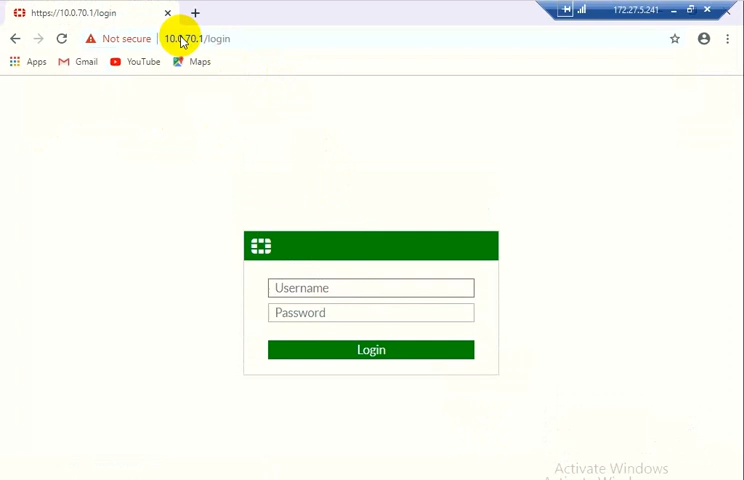 https://10.0.70.1/login
172.27.5.241
Not secure
10.0.70.1/login
Apps
Gmail
YouTube
Maps
Username
Password
Login
Activate Windows